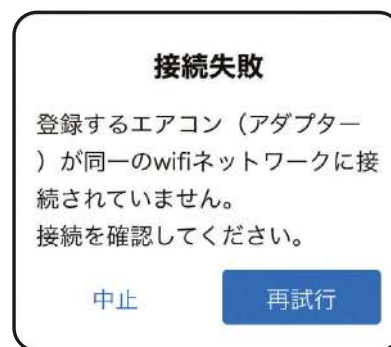 接続失敗
登録するエアコン（アダプター
）が同一のwifiネットワークに接
続されていません。
接続を確認してください。
中止
再試行